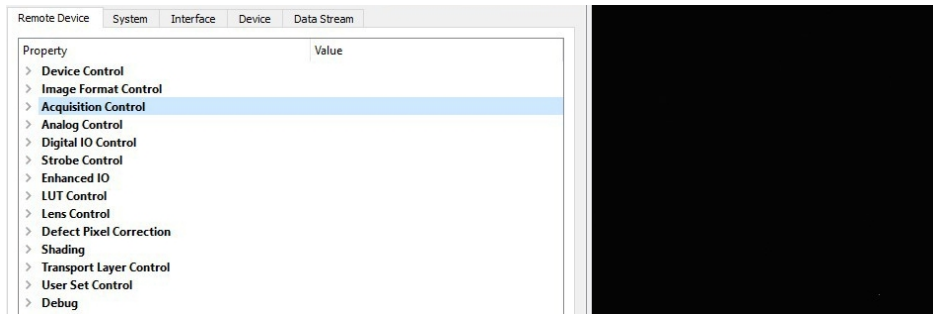 Remote Device System Interface Device Data Stream
Property Value
Device Control
Image Format Control
Acquisition Control
Analog Control
Digital IO Control
Strobe Control
Enhanced IO
LUT Control
Lens Control
Defect Pixel Correction
Shading
Transport Layer Control
User Set Control
Debug